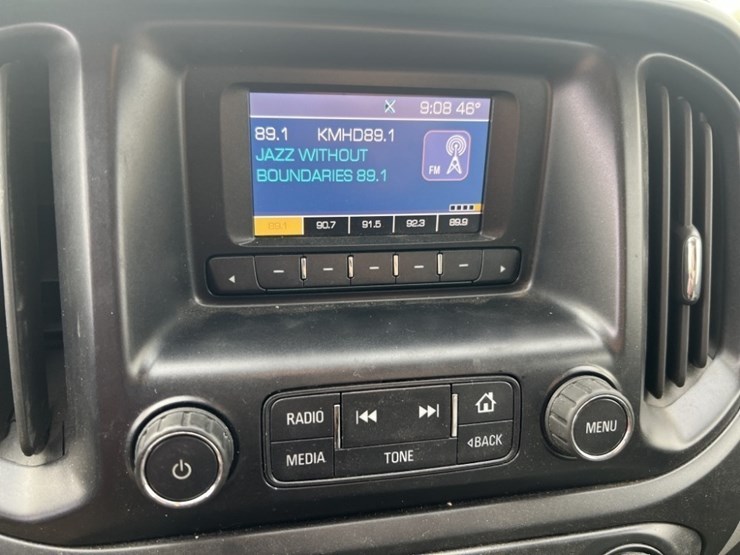 9:08 46°
89.1 KMHD89.1
JAZZ WITHOUT
BOUNDARIES 89.1
FM
89.1 90.7 91.5 92.3 89.9
RADIO
MENU
MEDIA TONE BACK